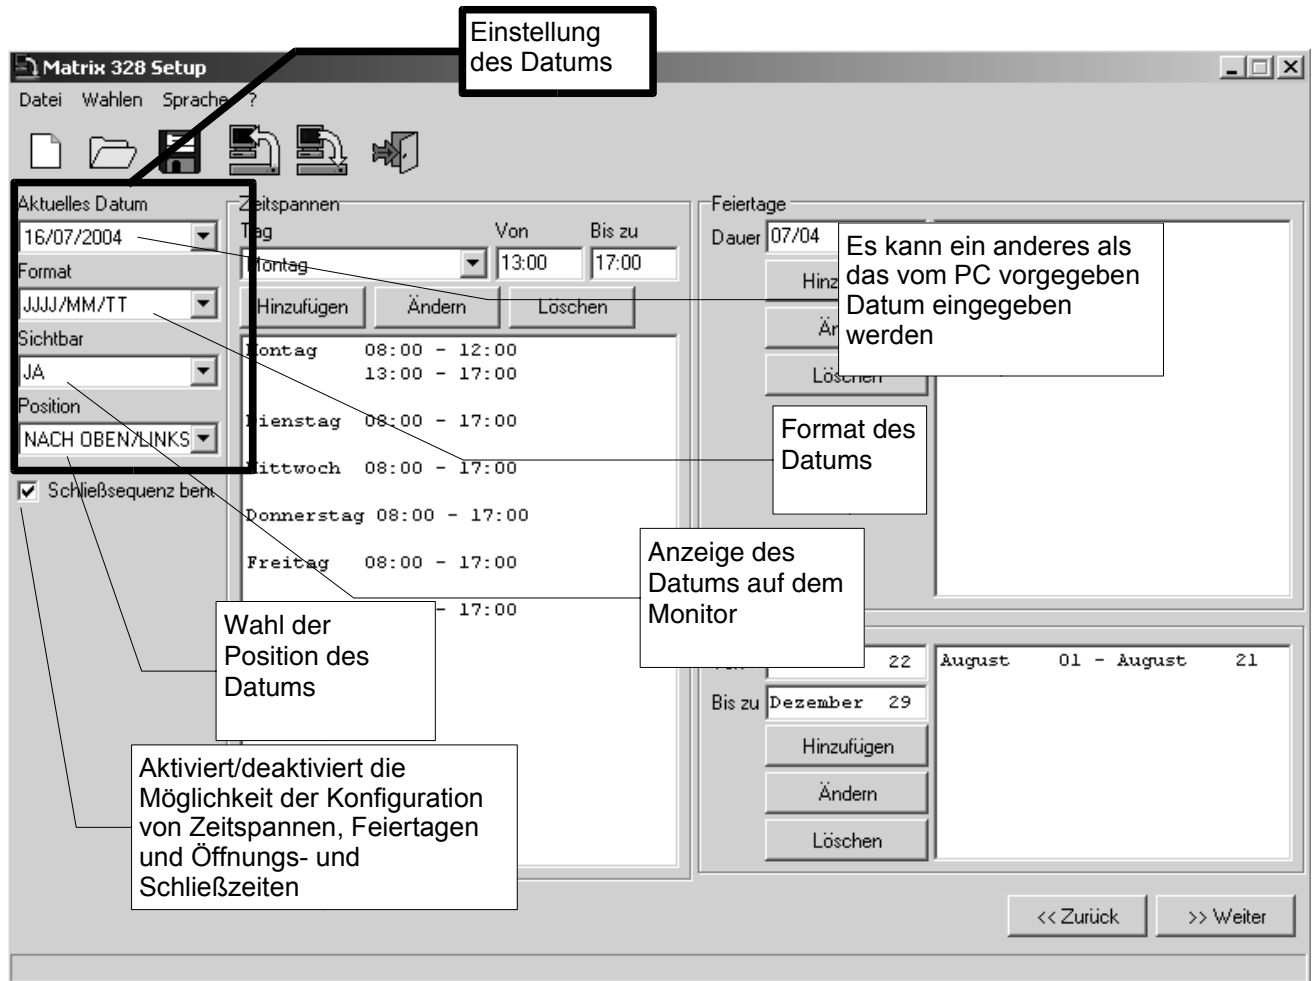 Einstellung
des Datums
Matrix 328 Setup
Datei Wahlen Sprache ?
Aktuelles Datum
16/07/2004
Format
JJJJ/MM/TT
Sichtbar
JA
Position
NACH OBEN/LINKS
Schließsequenz
Zeitspannen
Tag Von Bis zu
Montag 13:00 17:00
Hinzufügen Ändern Löschen
Montag 08:00 - 12:00
13:00 - 17:00
Dienstag 08:00 - 17:00
Mittwoch 08:00 - 17:00
Donnerstag 08:00 - 17:00
Freitag 08:00 - 17:00
- 17:00
Feiertage
Dauer 07/04
Löschen
Es kann ein anderes als
das vom PC vorgegeben
Datum eingegeben
werden
Format des
Datums
Anzeige des
Datums auf dem
Monitor
Wahl der
Position des
Datums
Aktiviert/deaktiviert die
Möglichkeit der Konfiguration
von Zeitspannen, Feiertagen
und Öffnungs- und
Schließzeiten
22
Bis zu Dezember 29
Hinzufügen
Ändern
Löschen
August 01 - August 21
<< Zurück >> Weiter